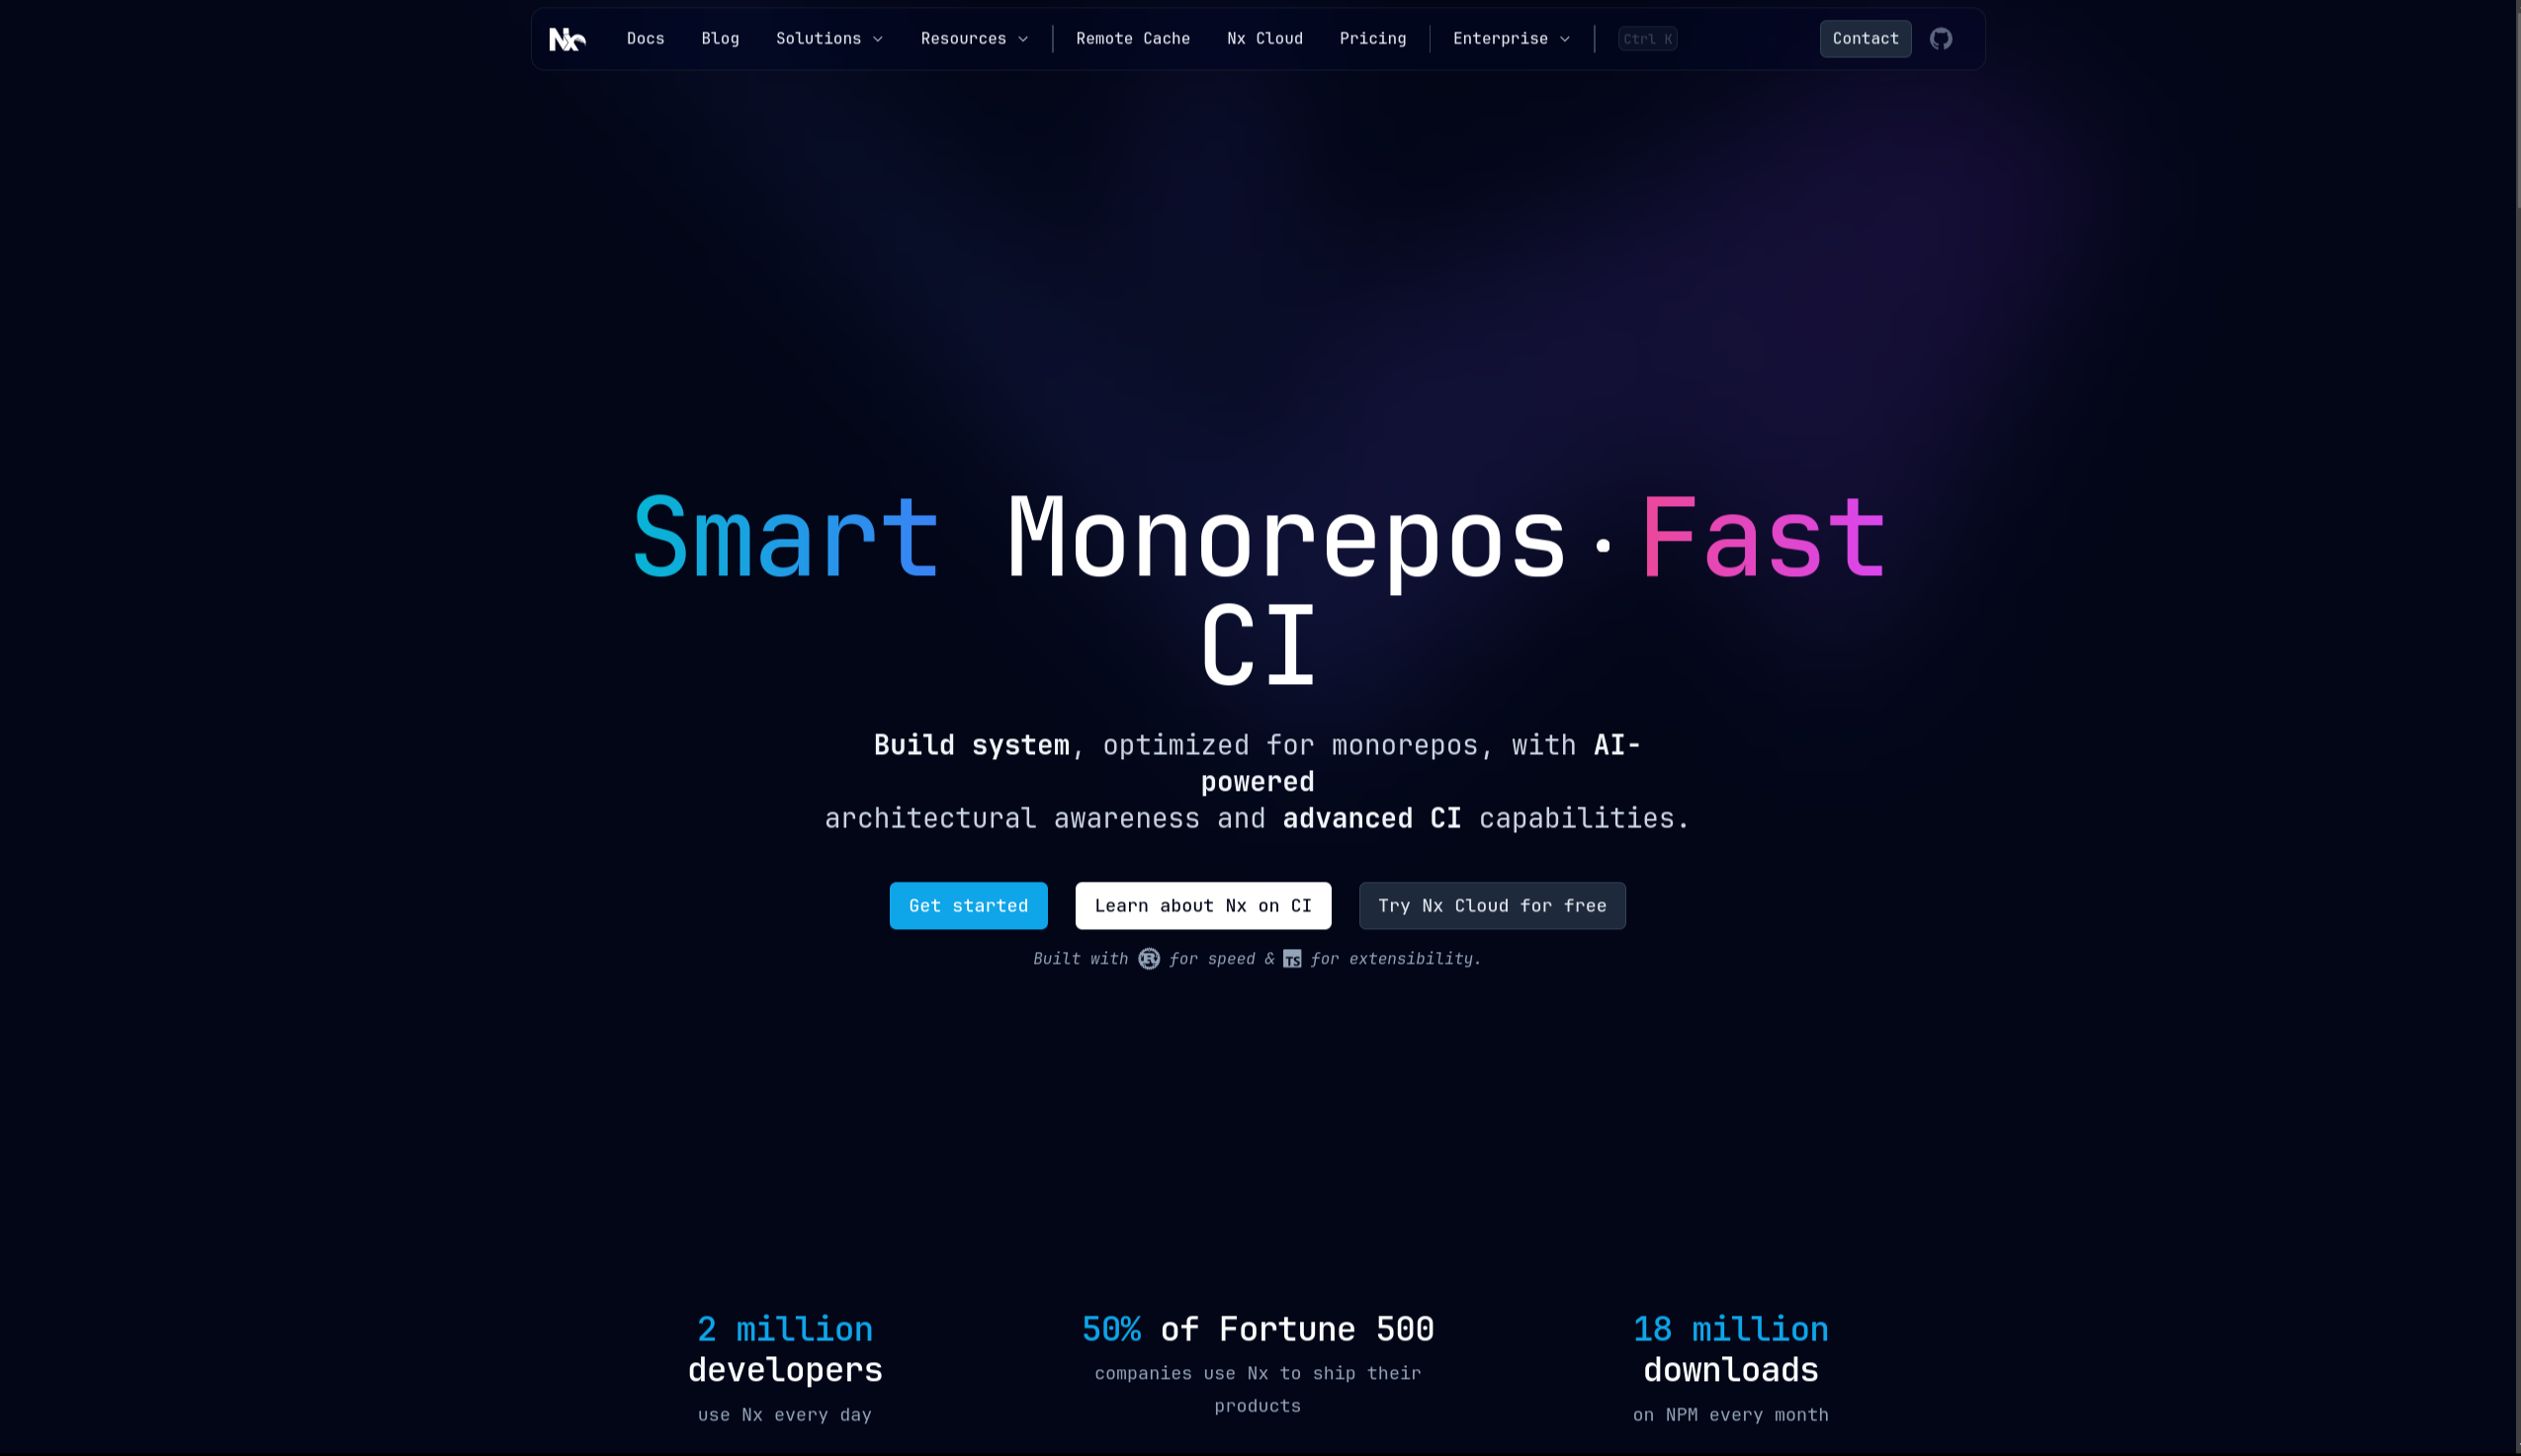 Nx Docs Blog Solutions Resources Remote Cache Nx Cloud Pricing Enterprise Ctrl K Contact
Smart Monorepos · Fast
CI
Build system, optimized for monorepos, with AI-
powered
architectural awareness and advanced CI capabilities.
Get started Learn about Nx on CI Try Nx Cloud for free
Built with R for speed & TS for extensibility.
2 million
developers
use Nx every day
50% of Fortune 500
companies use Nx to ship their
products
18 million
downloads
on NPM every month